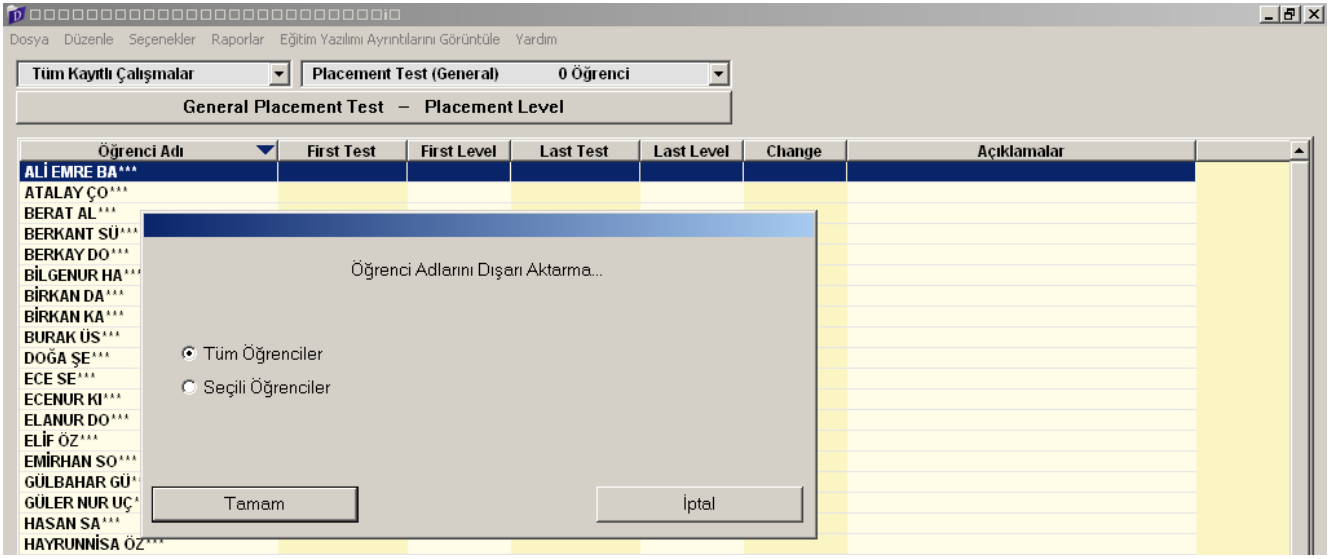 Dosya Düzenle Seçenekler Raporlar Eğitim Yazılımı Ayrıntılarını Görüntüle Yardım
Tüm Kayıtlı Çalışmalar Placement Test (General) 0 Öğrenci
General Placement Test – Placement Level
Öğrenci Adı First Test First Level Last Test Last Level Change Açıklamalar
ALİ EMRE BA***
ATALAY ÇO***
BERAT AL***
BERKANT SÜ***
BERKAY DO***
BİLGENUR HA***
BİRKAN DA***
BİRKAN KA***
BURAK ÜS***
DOĞA ŞE***
ECE SE***
ECENUR KI***
ELANUR DO***
ELİF ÖZ***
EMİRHAN SO***
GÜLBAHAR GÜ*
GÜLER NUR UÇ*
HASAN SA***
HAYRUNNİSA ÖZ***
Öğrenci Adlarını Dışarı Aktarma...
Tüm Öğrenciler
Seçili Öğrenciler
Tamam İptal